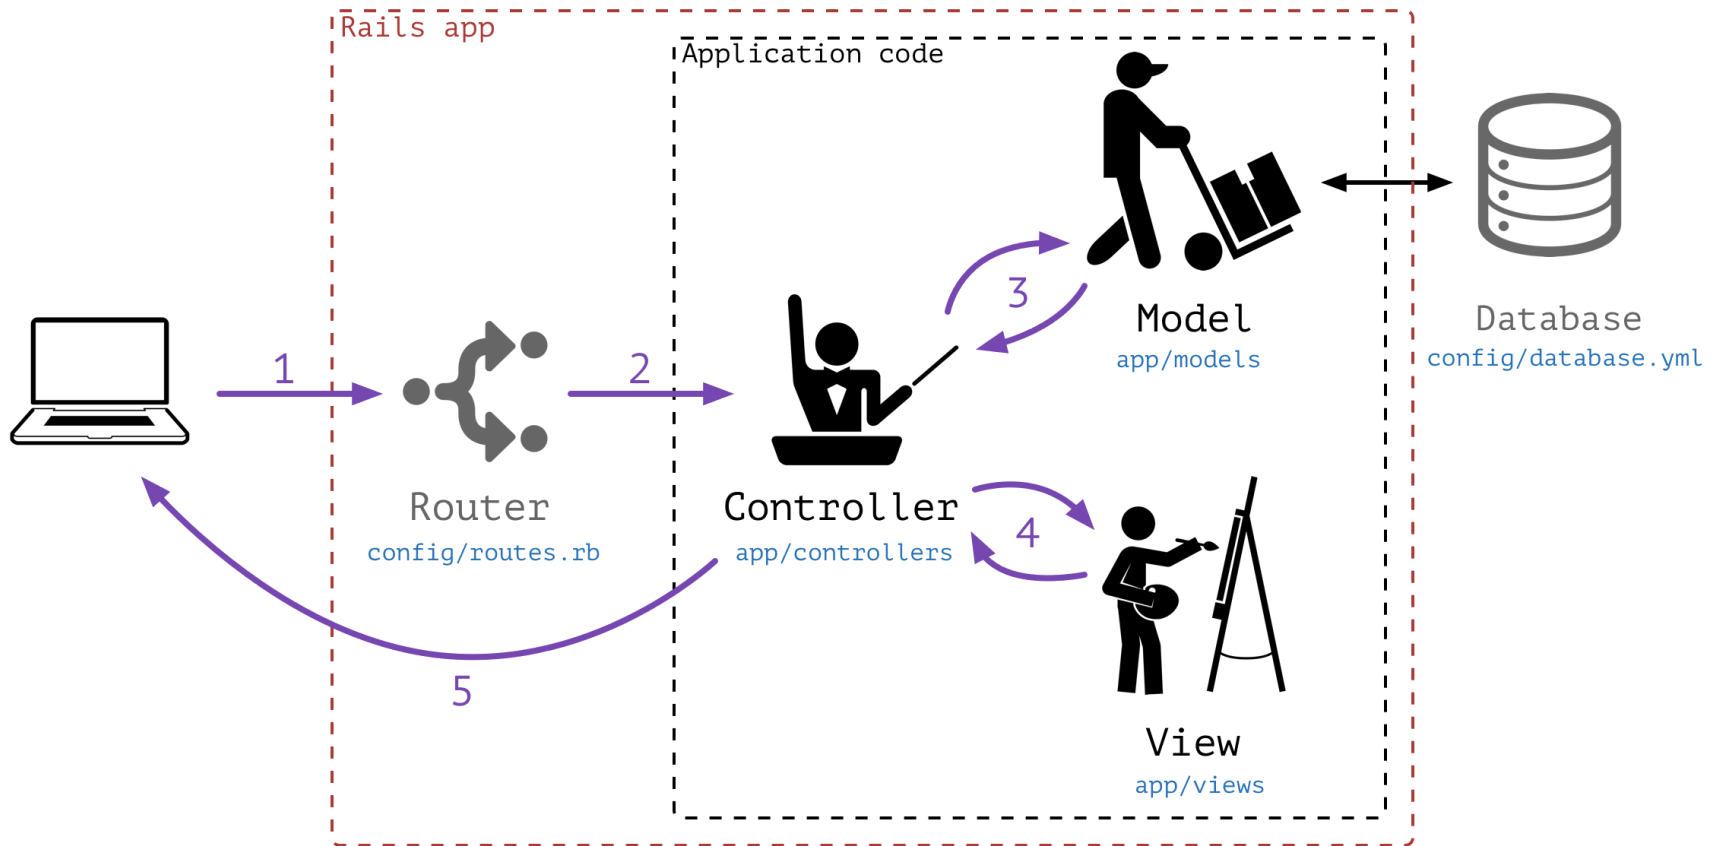 Rails app
Application code
1
2
3
4
5
Router
config/routes.rb
Controller
app/controllers
Model
app/models
View
app/views
Database
config/database.yml